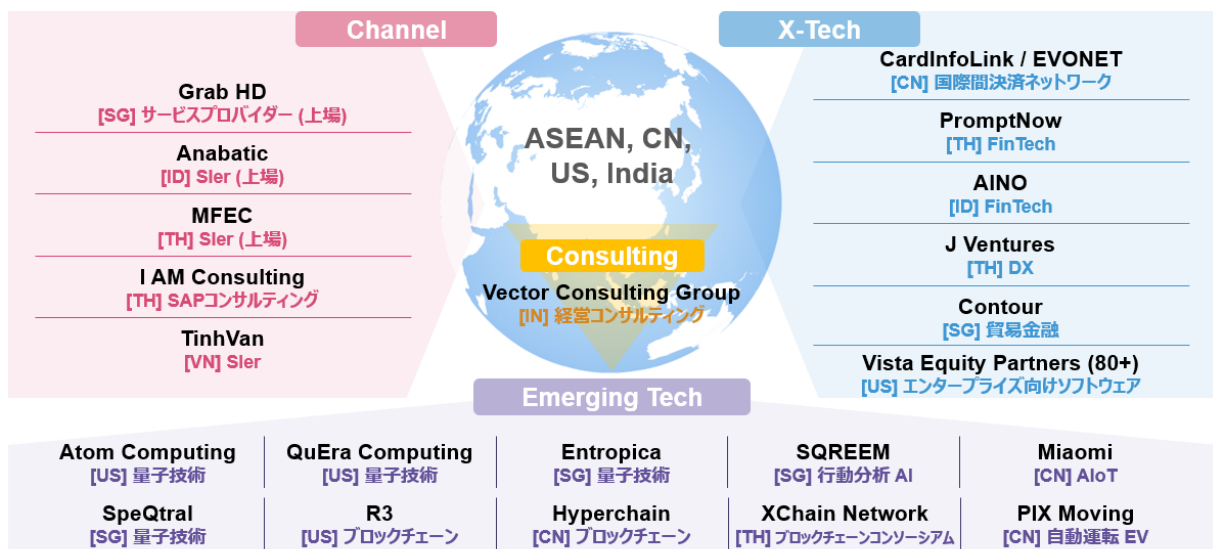 Channel
Grab HD
[SG] サービスプロバイダー (上場)
Anabatic
[ID] SIer (上場)
MFEC
[TH] SIer (上場)
I AM Consulting
[TH] SAPコンサルティング
TinhVan
[VN] SIer
ASEAN, CN,
US, India
Consulting
Vector Consulting Group
[IN] 経営コンサルティング
X-Tech
CardInfoLink / EVONET
[CN] 国際間決済ネットワーク
PromptNow
[TH] FinTech
AINO
[ID] FinTech
J Ventures
[TH] DX
Contour
[SG] 貿易金融
Vista Equity Partners (80+)
[US] エンタープライズ向けソフトウェア
Emerging Tech
Atom Computing
[US] 量子技術
QuEra Computing
[US] 量子技術
Entropica
[SG] 量子技術
SQREEM
[SG] 行動分析 AI
Miaomi
[CN] AIoT
SpeQtral
[SG] 量子技術
R3
[US] ブロックチェーン
Hyperchain
[CN] ブロックチェーン
XChain Network
[TH] ブロックチェーンコンソーシアム
PIX Moving
[CN] 自動運転 EV